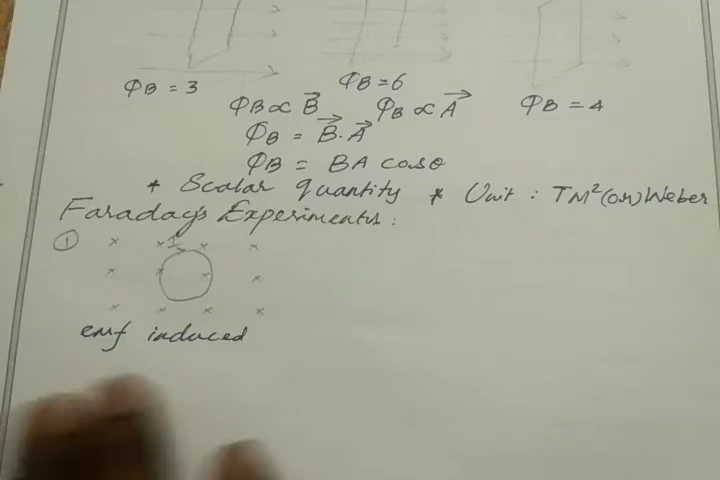 ΦB = 3
ΦB = 6
ΦB = 4
ΦB ∝ B⃗ ΦB ∝ A⃗
ΦB = B⃗ . A⃗
ΦB = BA cosθ
* Scalar quantity * Unit : TM² (or) Weber
Faraday's Experiments :
① I
emf induced